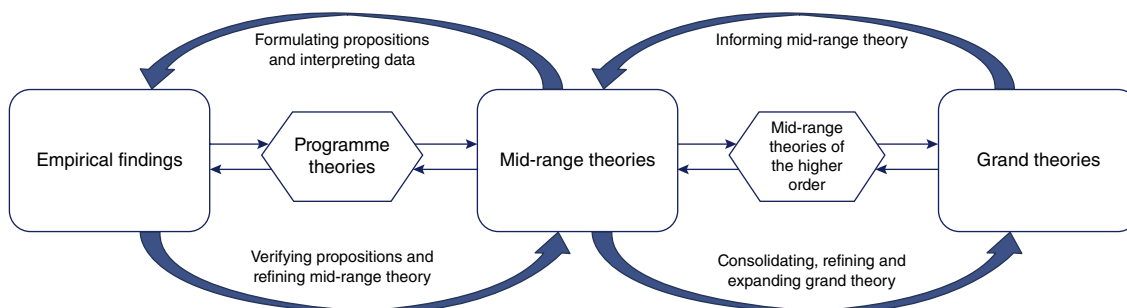 Formulating propositions
and interpreting data
Informing mid-range theory
Empirical findings
Programme
theories
Mid-range theories
Mid-range
theories of
the higher
order
Grand theories
Verifying propositions and
refining mid-range theory
Consolidating, refining and
expanding grand theory